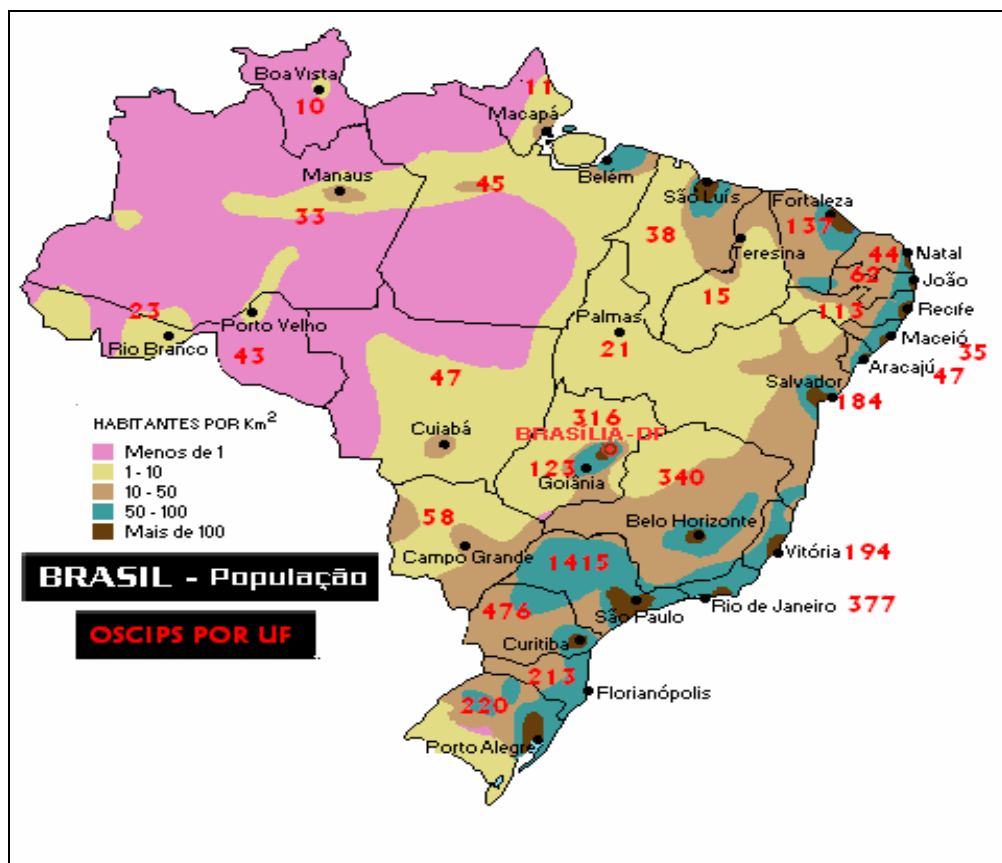 Boa Vista
10
11
Macapá
Manaus
33
45
Belém
São Luís
Fortaleza
137
38
Teresina
44
Natal
62
João
15
113
Recife
23
Rio Branco
Porto Velho
43
Palmas
21
Maceió
35
Aracajú
47
47
Salvador
184
HABITANTES POR Km²
Menos de 1
1 - 10
10 - 50
50 - 100
Mais de 100
Cuiabá
316
BRASÍLIA-DF
123
Goiânia
340
58
Campo Grande
Belo Horizonte
Vitória 194
1415
BRASIL - População
OSCIPS POR UF
476
São Paulo
Rio de Janeiro 377
Curitiba
213
Florianópolis
220
Porto Alegre